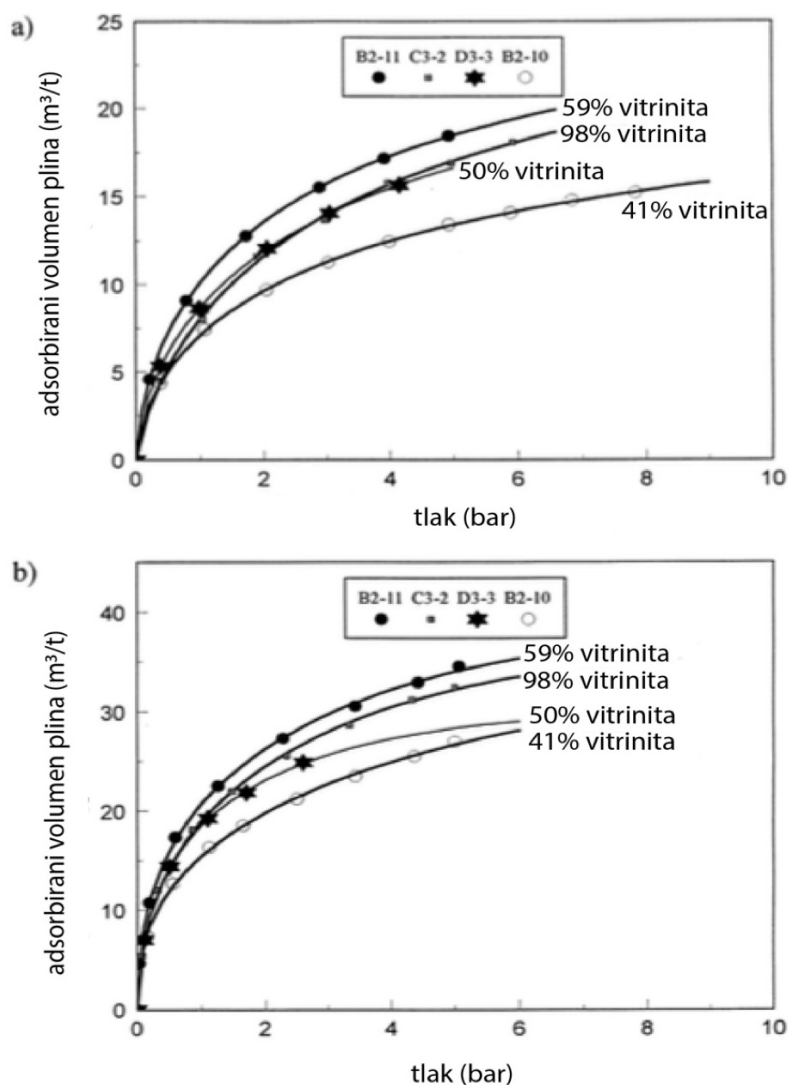 a)
25
20
15
10
5
0
adsorbirani volumen plina (m³/t)
B2-11 C3-2 D3-3 B2-10
59% vitrinita
98% vitrinita
50% vitrinita
41% vitrinita
0 2 4 6 8 10
tlak (bar)
b)
40
30
20
10
0
adsorbirani volumen plina (m³/t)
B2-11 C3-2 D3-3 B2-10
59% vitrinita
98% vitrinita
50% vitrinita
41% vitrinita
0 2 4 6 8 10
tlak (bar)